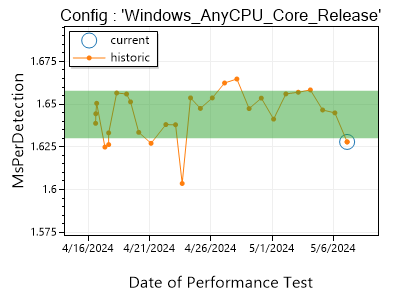 Config : 'Windows_AnyCPU_Core_Release'
current
historic
MsPerDetection
1.675
1.65
1.625
1.6
1.575
4/16/2024 4/21/2024 4/26/2024 5/1/2024 5/6/2024
Date of Performance Test